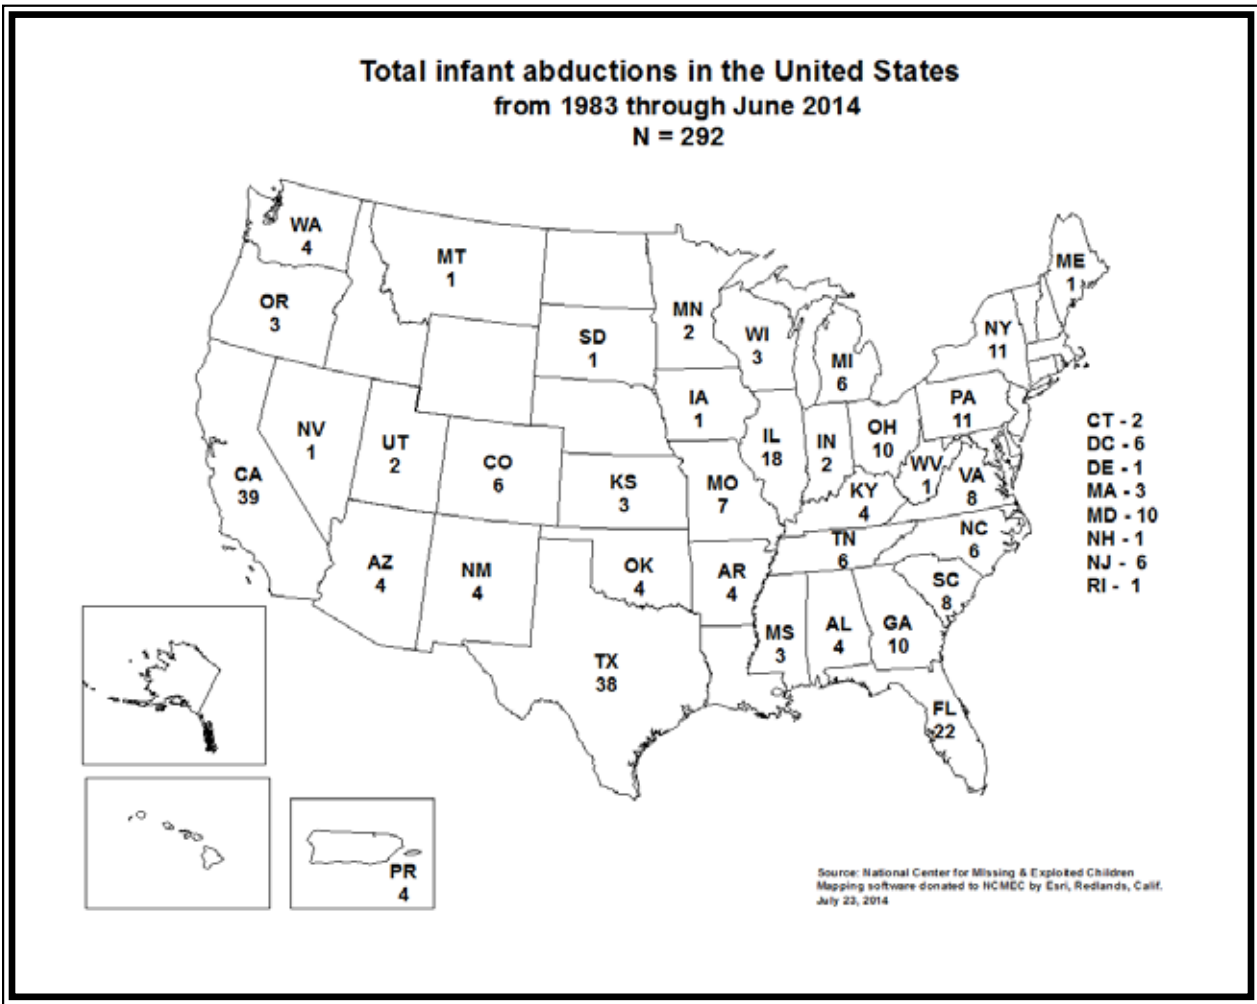 Total infant abductions in the United States
from 1983 through June 2014
N = 292
WA
4
MT
1
ME
1
OR
3
MN
2
SD
1
WI
3
NY
11
MI
6
IA
1
PA
11
NV
1
UT
2
CO
6
CA
39
KS
3
MO
7
IL
18
IN
2
OH
10
WV
1
VA
8
KY
4
CT - 2
DC - 6
DE - 1
MA - 3
MD - 10
NH - 1
NJ - 6
RI - 1
AZ
4
NM
4
OK
4
AR
4
TN
6
NC
6
SC
8
MS
3
AL
4
GA
10
TX
38
FL
22
PR
4
Source: National Center for Missing & Exploited Children
Mapping software donated to NCMEC by Esri, Redlands, Calif.
July 23, 2014